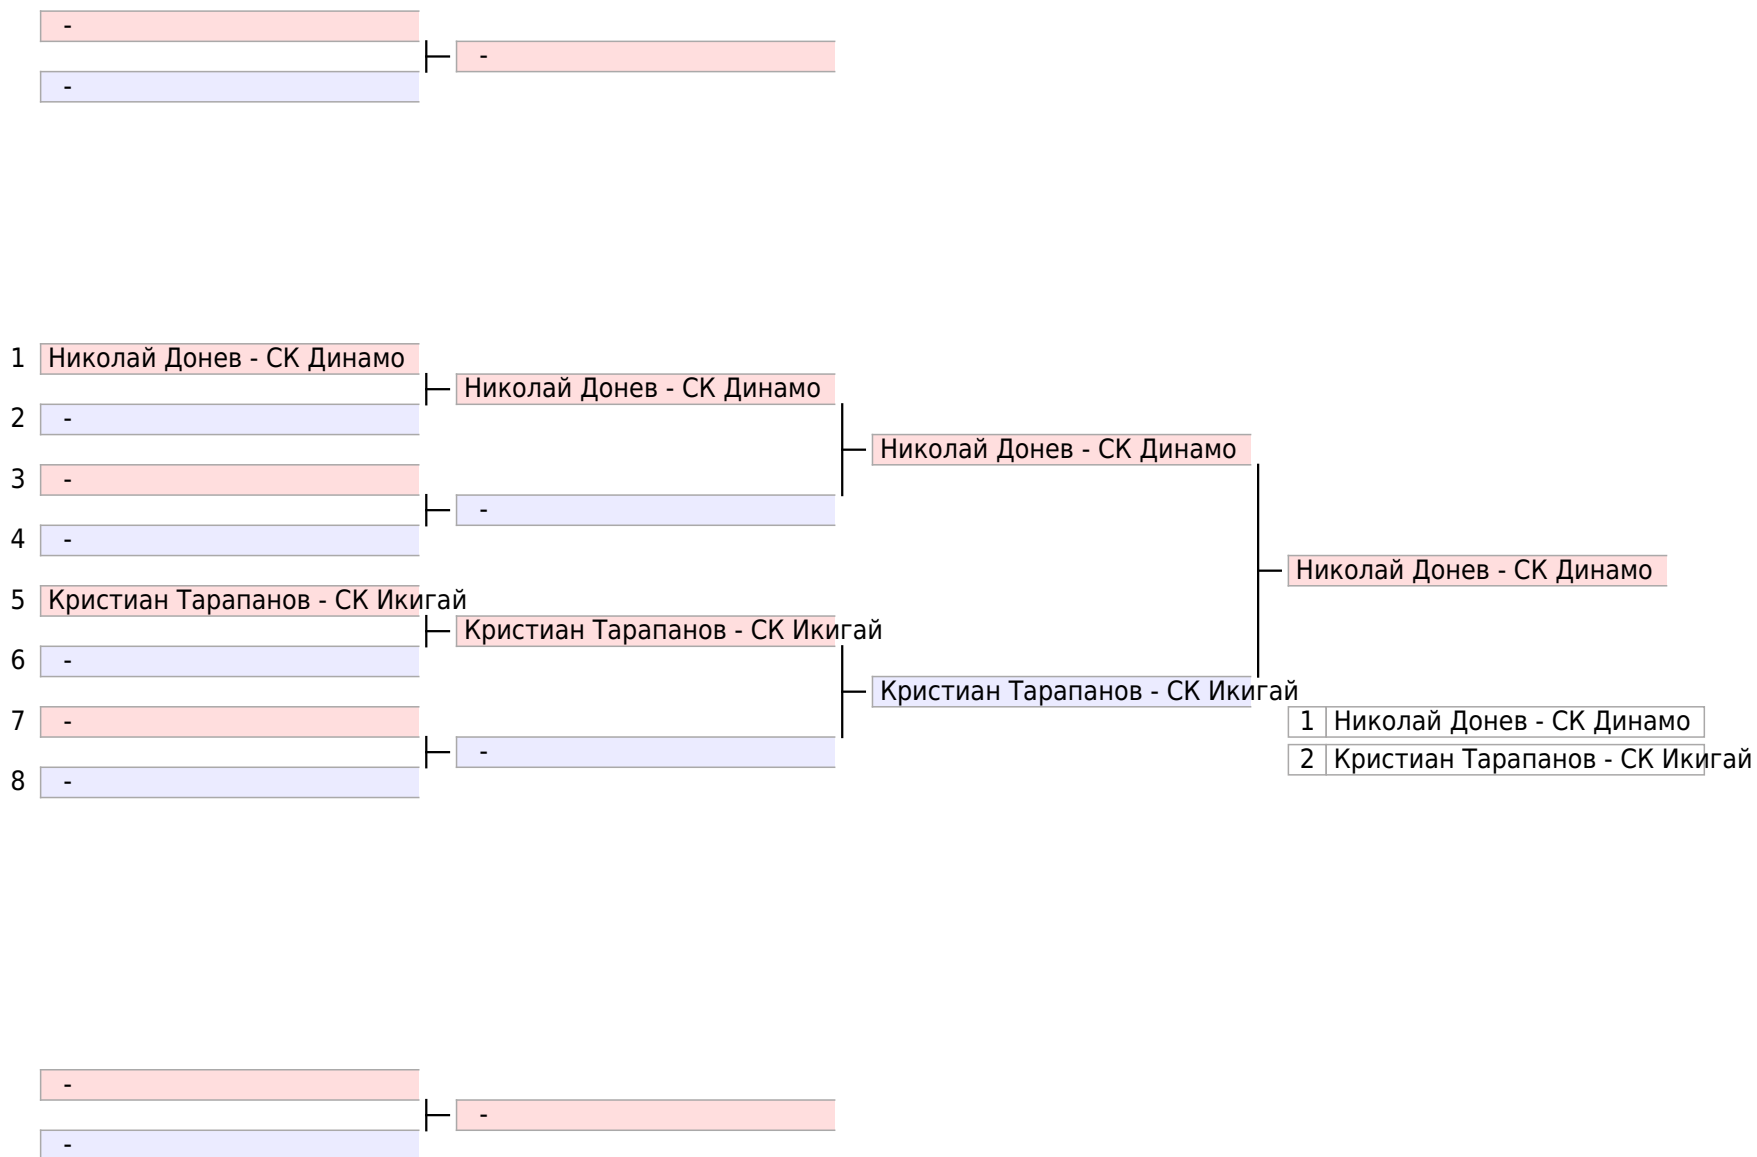 -
-
-
1 Николай Донев - СК Динамо
Николай Донев - СК Динамо
2 -
Николай Донев - СК Динамо
3 -
-
4 -
Николай Донев - СК Динамо
5 Кристиан Тарапанов - СК Икигай
Кристиан Тарапанов - СК Икигай
6 -
Кристиан Тарапанов - СК Икигай
7 -
1 Николай Донев - СК Динамо
-
2 Кристиан Тарапанов - СК Икигай
8 -
-
-
-